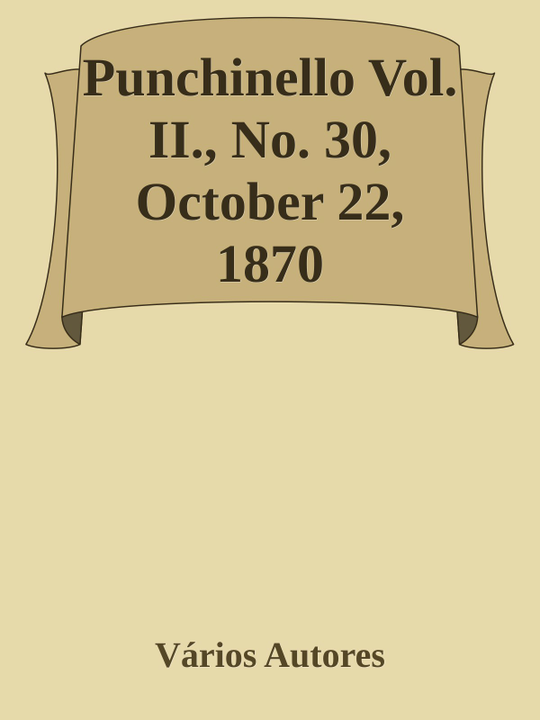 Punchinello Vol.
II., No. 30,
October 22,
1870
Vários Autores